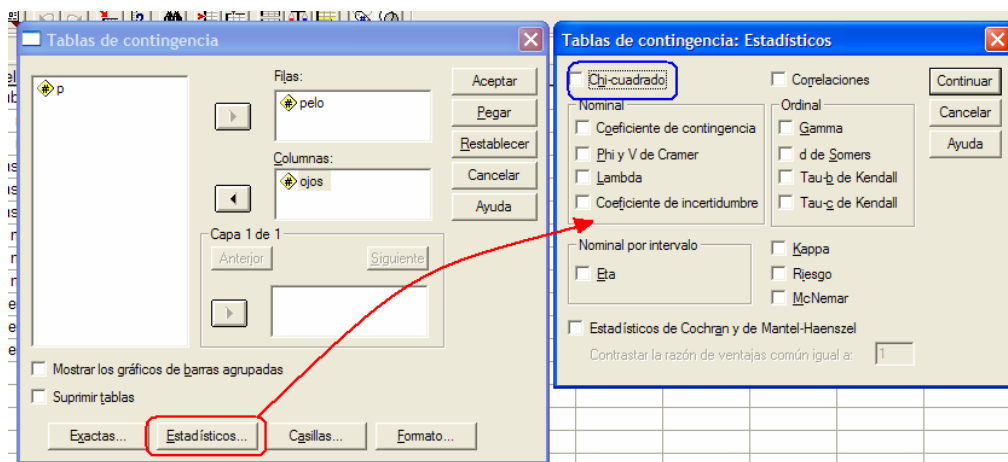 Tablas de contingencia
p
Filas:
pelo
Columnas:
ojos
Capa 1 de 1
Anterior
Siguiente
Aceptar
Pegar
Restablecer
Cancelar
Ayuda
Mostrar los gráficos de barras agrupadas
Suprimir tablas
Exactas...
Estadísticos...
Casillas...
Formato...
Tablas de contingencia: Estadísticos
Chi-cuadrado
Correlaciones
Nominal
Coeficiente de contingencia
Phi y V de Cramer
Lambda
Coeficiente de incertidumbre
Ordinal
Gamma
d de Somers
Tau-b de Kendall
Tau-c de Kendall
Nominal por intervalo
Eta
Kappa
Riesgo
McNemar
Estadísticos de Cochran y de Mantel-Haenszel
Contrastar la razón de ventajas común igual a:
1
Continuar
Cancelar
Ayuda